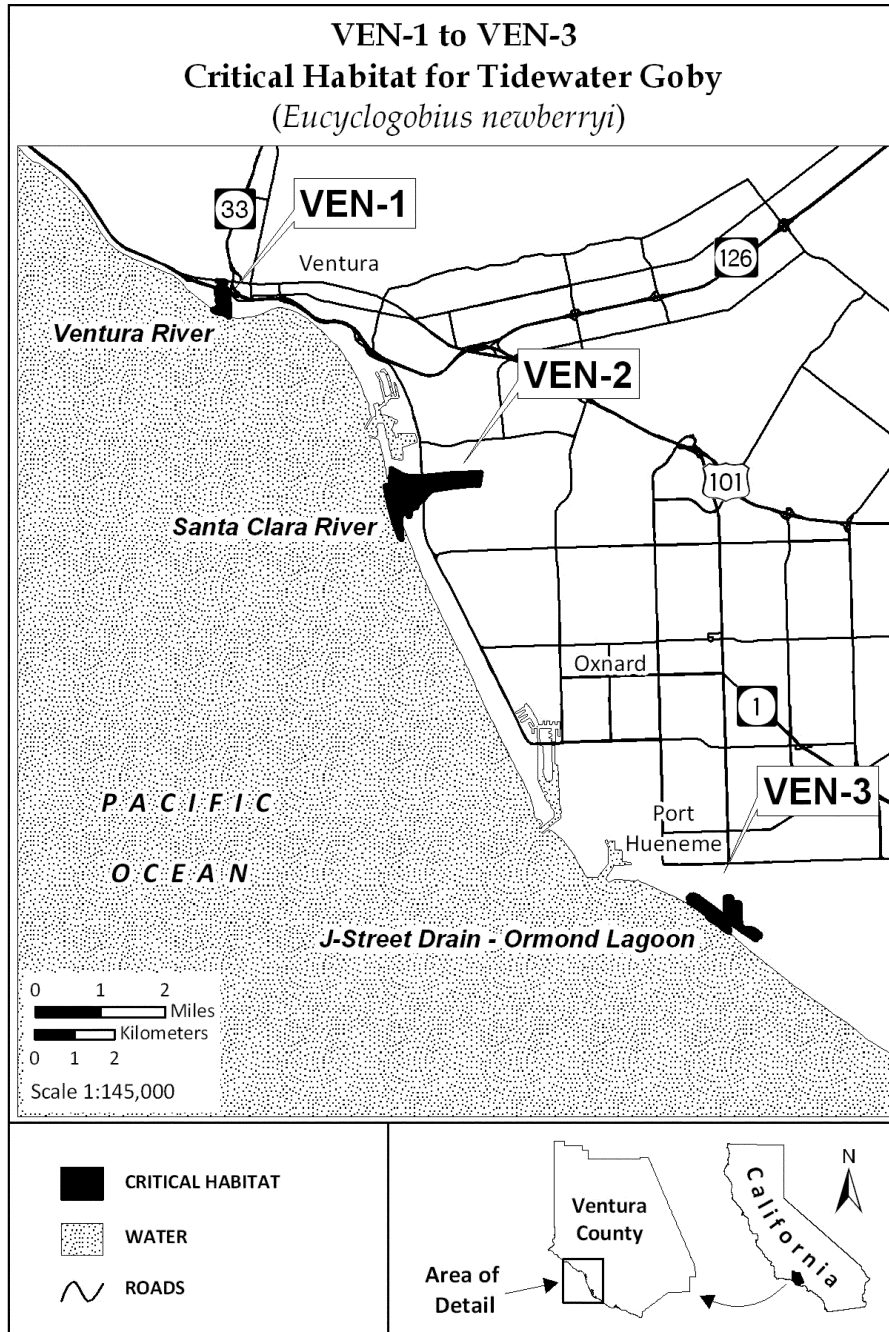 VEN-1 to VEN-3
Critical Habitat for Tidewater Goby
(Eucyclogobius newberryi)
33
VEN-1
Ventura
126
Ventura River
VEN-2
101
Santa Clara River
Oxnard
1
VEN-3
PACIFIC
OCEAN
Port
Hueneme
J-Street Drain - Ormond Lagoon
0 1 2
Miles
Kilometers
0 1 2
Scale 1:145,000
CRITICAL HABITAT
WATER
ROADS
Ventura
County
Area of
Detail
California
N